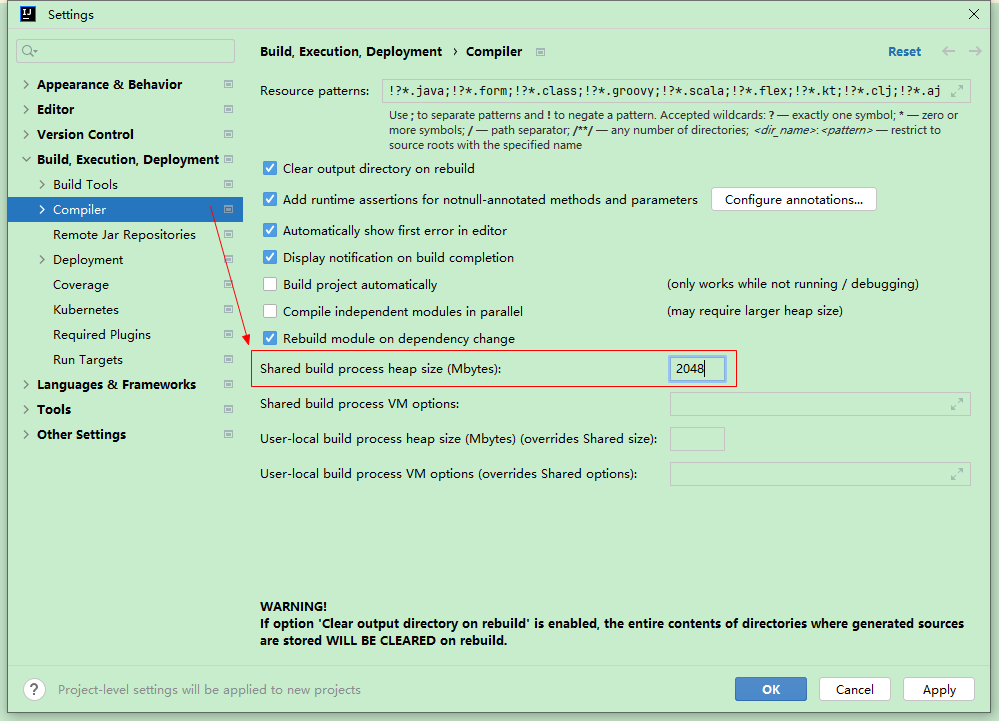 Settings
Build, Execution, Deployment › Compiler
Reset
Appearance & Behavior
Editor
Version Control
Build, Execution, Deployment
Build Tools
Compiler
Remote Jar Repositories
Deployment
Coverage
Kubernetes
Required Plugins
Run Targets
Languages & Frameworks
Tools
Other Settings
Resource patterns: !?*.java;!?*.form;!?*.class;!?*.groovy;!?*.scala;!?*.flex;!?*.kt;!?*.clj;!?*.aj
Use ; to separate patterns and ! to negate a pattern. Accepted wildcards: ? — exactly one symbol; * — zero or
more symbols; / — path separator; /**/ — any number of directories; <dir_name>:<pattern> — restrict to
source roots with the specified name
Clear output directory on rebuild
Add runtime assertions for notnull-annotated methods and parameters Configure annotations...
Automatically show first error in editor
Display notification on build completion
Build project automatically (only works while not running / debugging)
Compile independent modules in parallel (may require larger heap size)
Rebuild module on dependency change
Shared build process heap size (Mbytes): 2048
Shared build process VM options:
User-local build process heap size (Mbytes) (overrides Shared size):
User-local build process VM options (overrides Shared options):
WARNING!
If option 'Clear output directory on rebuild' is enabled, the entire contents of directories where generated sources
are stored WILL BE CLEARED on rebuild.
? Project-level settings will be applied to new projects
OK Cancel Apply